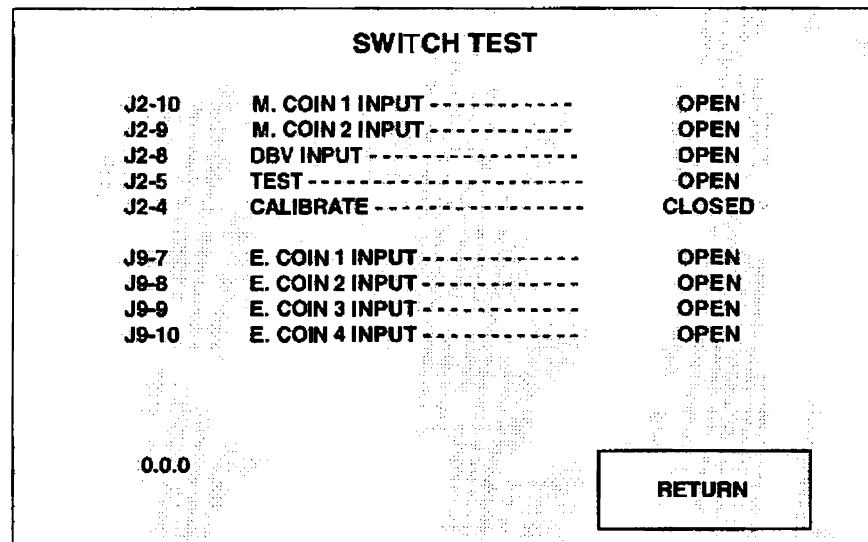 SWITCH TEST
J2-10 M. COIN 1 INPUT - - - - - - - - - - - OPEN
J2-9 M. COIN 2 INPUT - - - - - - - - - - - OPEN
J2-8 DBV INPUT - - - - - - - - - - - - - - - - OPEN
J2-5 TEST - - - - - - - - - - - - - - - - - - - - - OPEN
J2-4 CALIBRATE - - - - - - - - - - - - - - - - CLOSED
J9-7 E. COIN 1 INPUT - - - - - - - - - - - - OPEN
J9-8 E. COIN 2 INPUT - - - - - - - - - - - - OPEN
J9-9 E. COIN 3 INPUT - - - - - - - - - - - - OPEN
J9-10 E. COIN 4 INPUT - - - - - - - - - - - - OPEN
0.0.0
RETURN